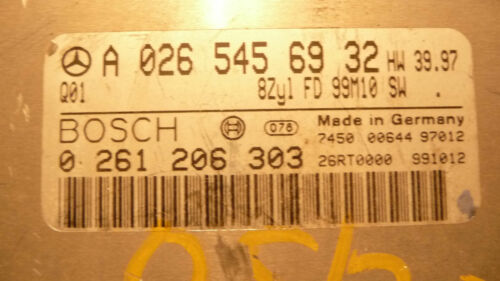 A 026 545 69 32 HW 39.97
Q01 8Zyl FD 99M10 SW .
BOSCH 076 Made in Germany
7450 00644 97012
0 261 206 303 26RT0000 991012